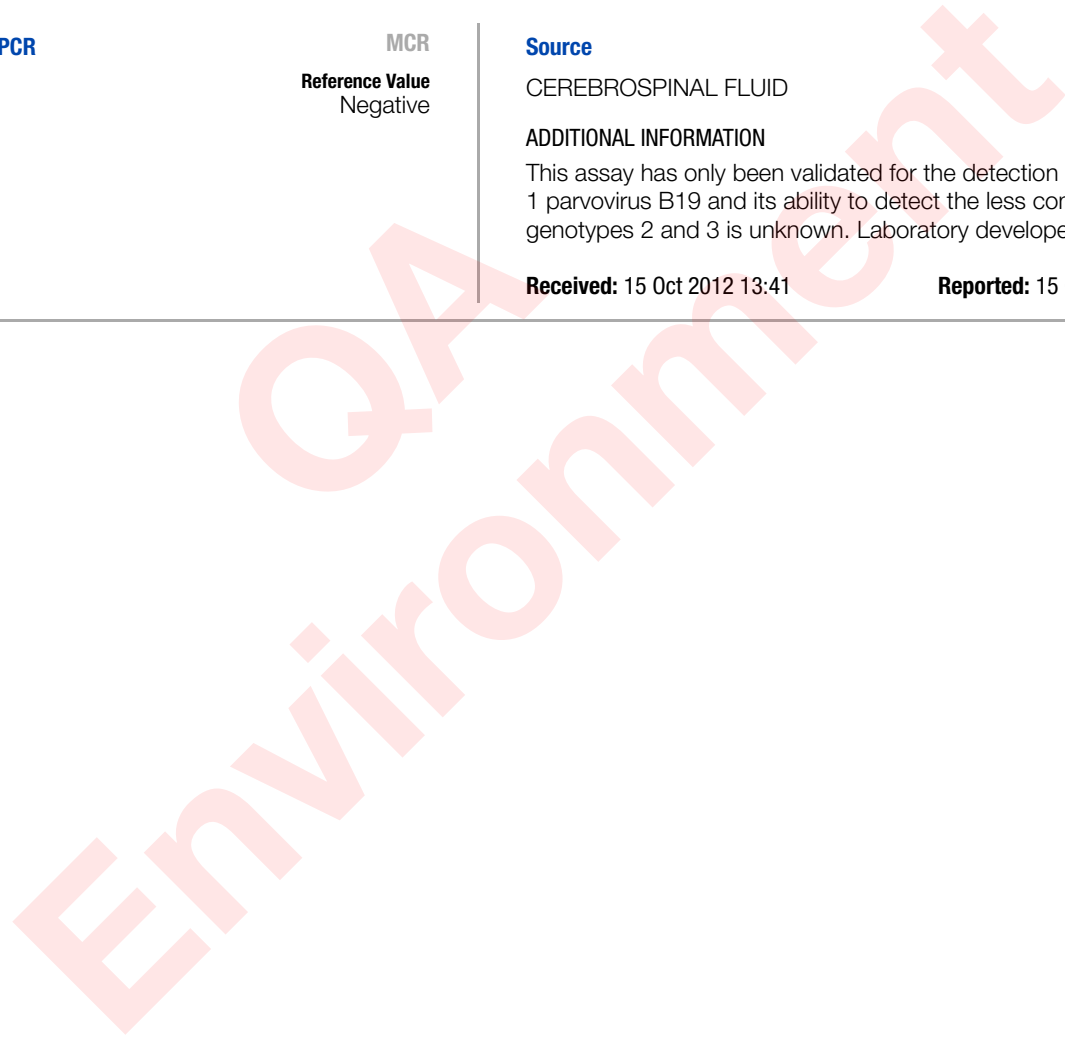 PCR
MCR
Reference Value
Negative
Source
CEREBROSPINAL FLUID
ADDITIONAL INFORMATION
This assay has only been validated for the detection
1 parvovirus B19 and its ability to detect the less
genotypes 2 and 3 is unknown. Laboratory
Received: 15 Oct 2012 13:41
Reported: 15
QA
Environment